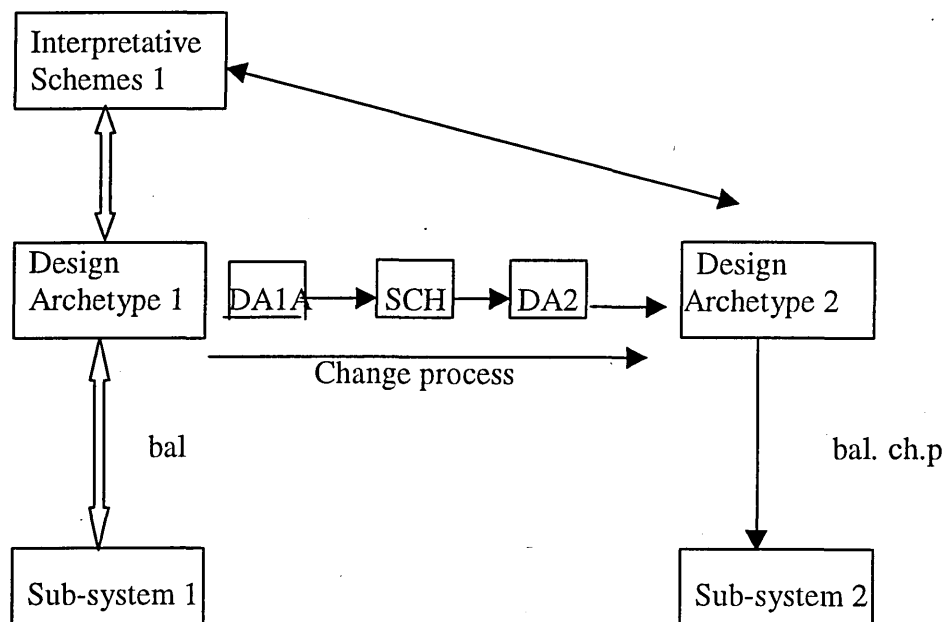 Interpretative
Schemes 1
Design
Archetype 1
DA1A
SCH
DA2
Design
Archetype 2
Change process
bal
bal. ch.p
Sub-system 1
Sub-system 2